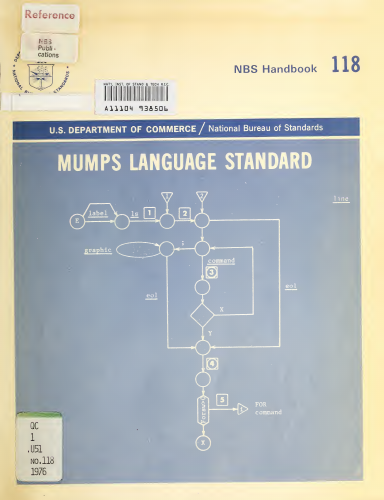 Reference
NBS
Publi-
cations
NBS Handbook 118
NAT'L INST OF STAND & TECH R.I.C.
A11104 938506
U.S. DEPARTMENT OF COMMERCE / National Bureau of Standards
MUMPS LANGUAGE STANDARD
line
label
ls
1
2
E
graphic
;
command
3
eol
eol
X
Y
4
format
5
FOR
command
X
QC
1
.U51
NO.118
1976